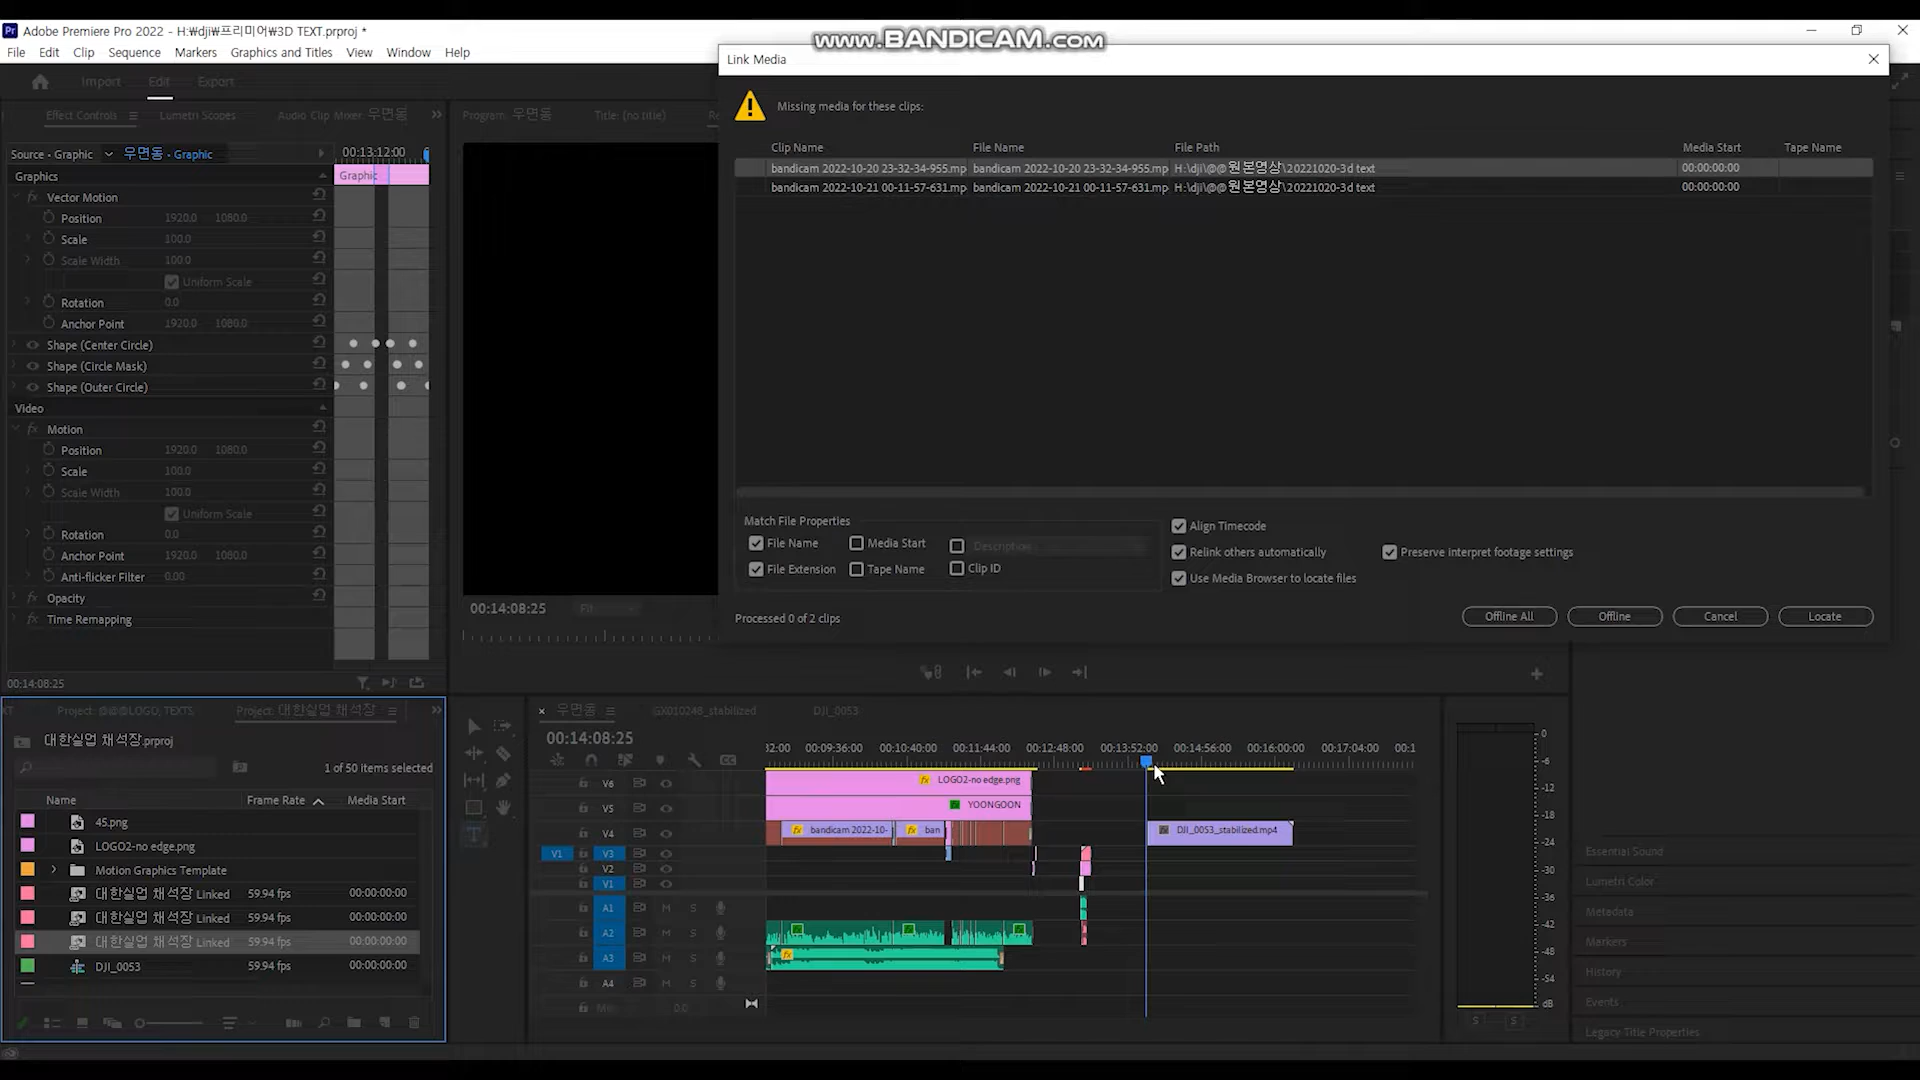 Adobe Premiere Pro 2022 - H:₩dji₩프리미어₩3D TEXT.prproj *
www.BANDICAM.com
File Edit Clip Sequence Markers Graphics and Titles View Window Help
Link Media
Import Edit Export
Missing media for these clips:
Effect Controls Lumetri Scopes Audio Clip Mixer: 우면동
Program: 우면동 Title: (no title)
Clip Name File Name File Path Media Start Tape Name
bandicam 2022-10-20 23-32-34-955.mp bandicam 2022-10-20 23-32-34-955.mp H:\dji\@@원본영상\20221020-3d text 00:00:00:00
bandicam 2022-10-21 00-11-57-631.mp bandicam 2022-10-21 00-11-57-631.mp H:\dji\@@원본영상\20221020-3d text 00:00:00:00
Source - Graphic 우면동 - Graphic 00:13:12:00
Graphics Graphic
fx Vector Motion
Position 1920.0 1080.0
Scale 100.0
Scale Width 100.0
Uniform Scale
Rotation 0.0
Anchor Point 1920.0 1080.0
Shape (Center Circle)
Shape (Circle Mask)
Shape (Outer Circle)
Video
fx Motion
Position 1920.0 1080.0
Scale 100.0
Scale Width 100.0
Uniform Scale
Rotation 0.0
Anchor Point 1920.0 1080.0
Anti-flicker Filter 0.00
fx Opacity
fx Time Remapping
00:14:08:25
00:14:08:25 Fit
Match File Properties
File Name Media Start Description
File Extension Tape Name Clip ID
Align Timecode
Relink others automatically Preserve interpret footage settings
Use Media Browser to locate files
Processed 0 of 2 clips
Offline All Offline Cancel Locate
Project: @@@LOGO, TEXTS Project: 대한실업 채석장
대한실업 채석장.prproj
1 of 50 items selected
Name Frame Rate Media Start
45.png
LOGO2-no edge.png
Motion Graphics Template
대한실업 채석장 Linked 59.94 fps 00:00:00:00
대한실업 채석장 Linked 59.94 fps 00:00:00:00
대한실업 채석장 Linked 59.94 fps 00:00:00:00
DJI_0053 59.94 fps 00:00:00:00
우면동 GX010248_stabilized DJI_0053
00:14:08:25
:32:00 00:09:36:00 00:10:40:00 00:11:44:00 00:12:48:00 00:13:52:00 00:14:56:00 00:16:00:00 00:17:04:00 00:1
V6 fx LOGO2-no edge.png
V5 YOONGOON
V4 fx bandicam 2022-10- fx ban DJI_0053_stabilized.mp4
V1 V3
V2
V1
A1 M S
A2 M S
A3 M S fx
A4 M S
0.0
0
-6
-12
-18
-24
-30
-36
-42
-48
-54
dB
S S
Essential Sound
Lumetri Color
Metadata
Markers
History
Events
Legacy Title Properties